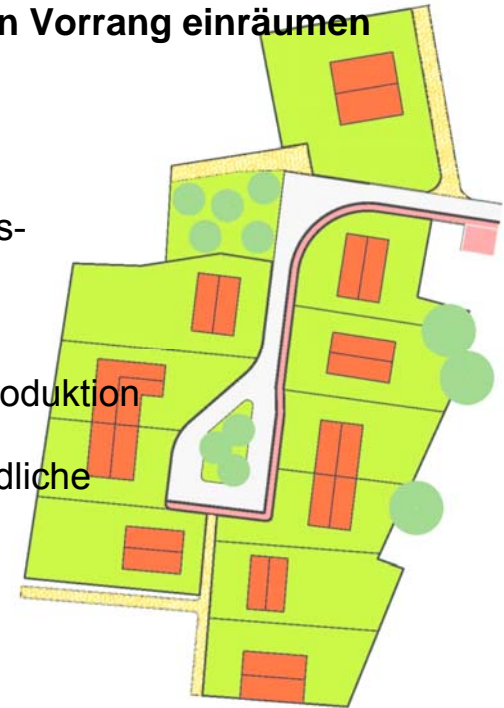 n Vorrang einräumen
s-
oduktion
dliche